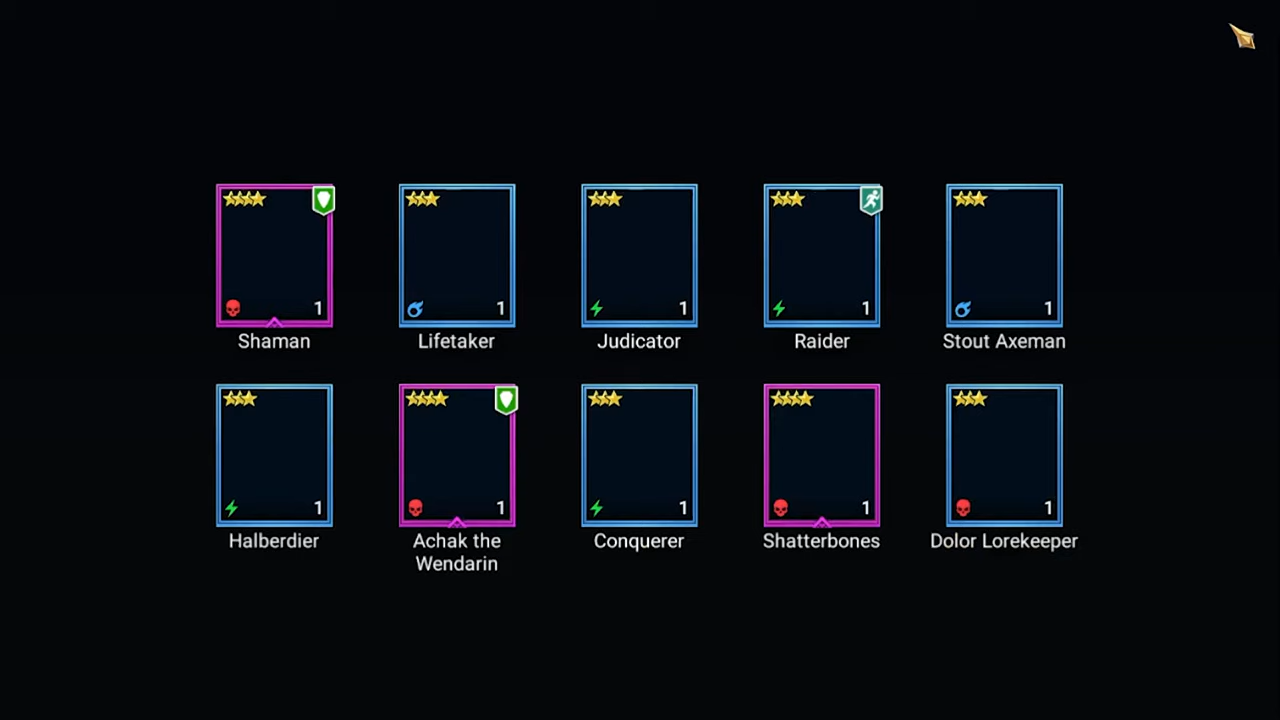 1 1 1 1 1
Shaman Lifetaker Judicator Raider Stout Axeman
1 1 1 1 1
Halberdier Achak the Conquerer Shatterbones Dolor Lorekeeper
Wendarin